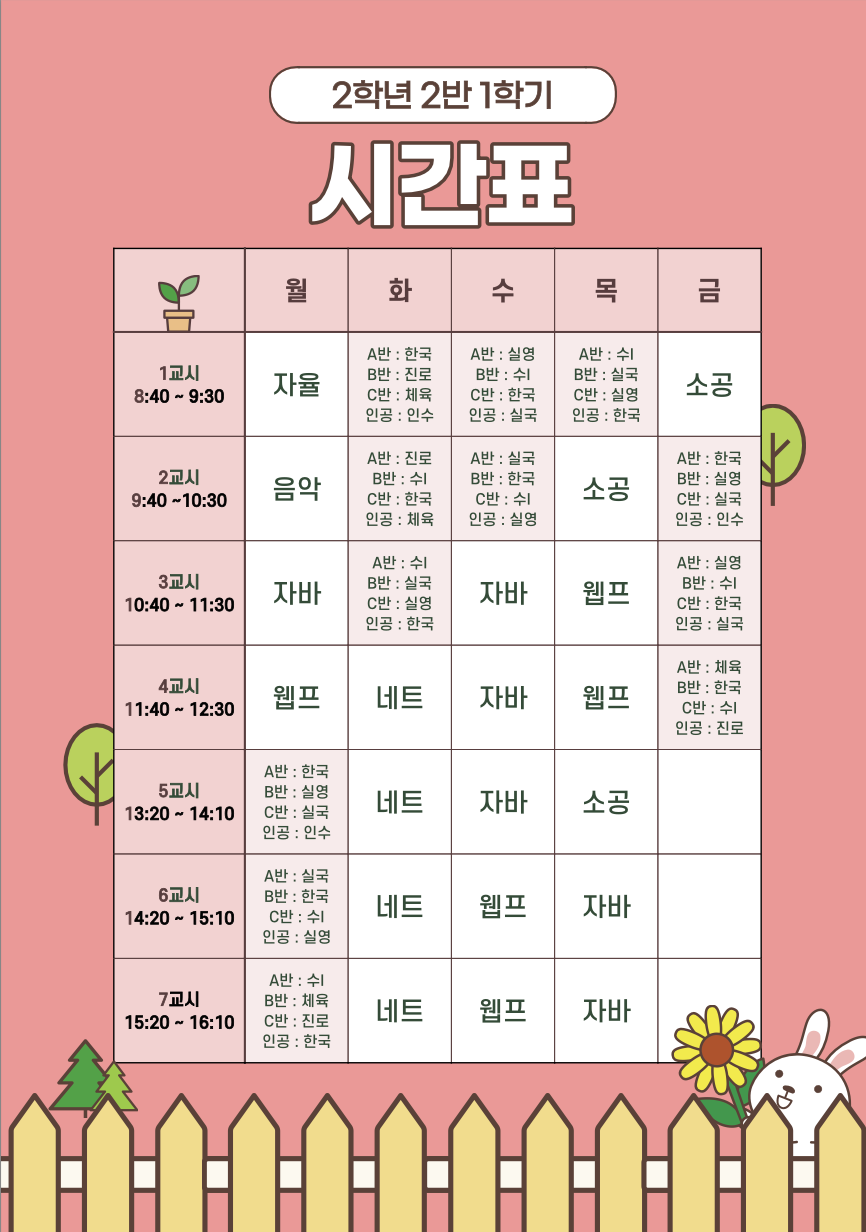 2학년 2반 1학기
시간표
월 화 수 목 금
1교시
8:40 ~ 9:30
자율
A반 : 한국
B반 : 진로
C반 : 체육
인공 : 인수
A반 : 실영
B반 : 수I
C반 : 한국
인공 : 실국
A반 : 수I
B반 : 실국
C반 : 실영
인공 : 한국
소공
2교시
9:40 ~10:30
음악
A반 : 진로
B반 : 수I
C반 : 한국
인공 : 체육
A반 : 실국
B반 : 한국
C반 : 수I
인공 : 실영
소공
A반 : 한국
B반 : 실영
C반 : 실국
인공 : 인수
3교시
10:40 ~ 11:30
자바
A반 : 수I
B반 : 실국
C반 : 실영
인공 : 한국
자바
웹프
A반 : 실영
B반 : 수I
C반 : 한국
인공 : 실국
4교시
11:40 ~ 12:30
웹프
네트
자바
웹프
A반 : 체육
B반 : 한국
C반 : 수I
인공 : 진로
5교시
13:20 ~ 14:10
A반 : 한국
B반 : 실영
C반 : 실국
인공 : 인수
네트
자바
소공
6교시
14:20 ~ 15:10
A반 : 실국
B반 : 한국
C반 : 수I
인공 : 실영
네트
웹프
자바
7교시
15:20 ~ 16:10
A반 : 수I
B반 : 체육
C반 : 진로
인공 : 한국
네트
웹프
자바